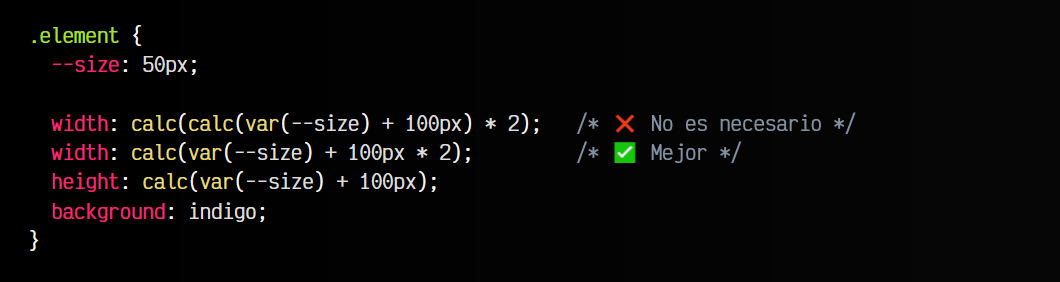 .element {
--size: 50px;
width: calc(calc(var(--size) + 100px) * 2); /* ❌ No es necesario */
width: calc(var(--size) + 100px * 2); /* ✅ Mejor */
height: calc(var(--size) + 100px);
background: indigo;
}